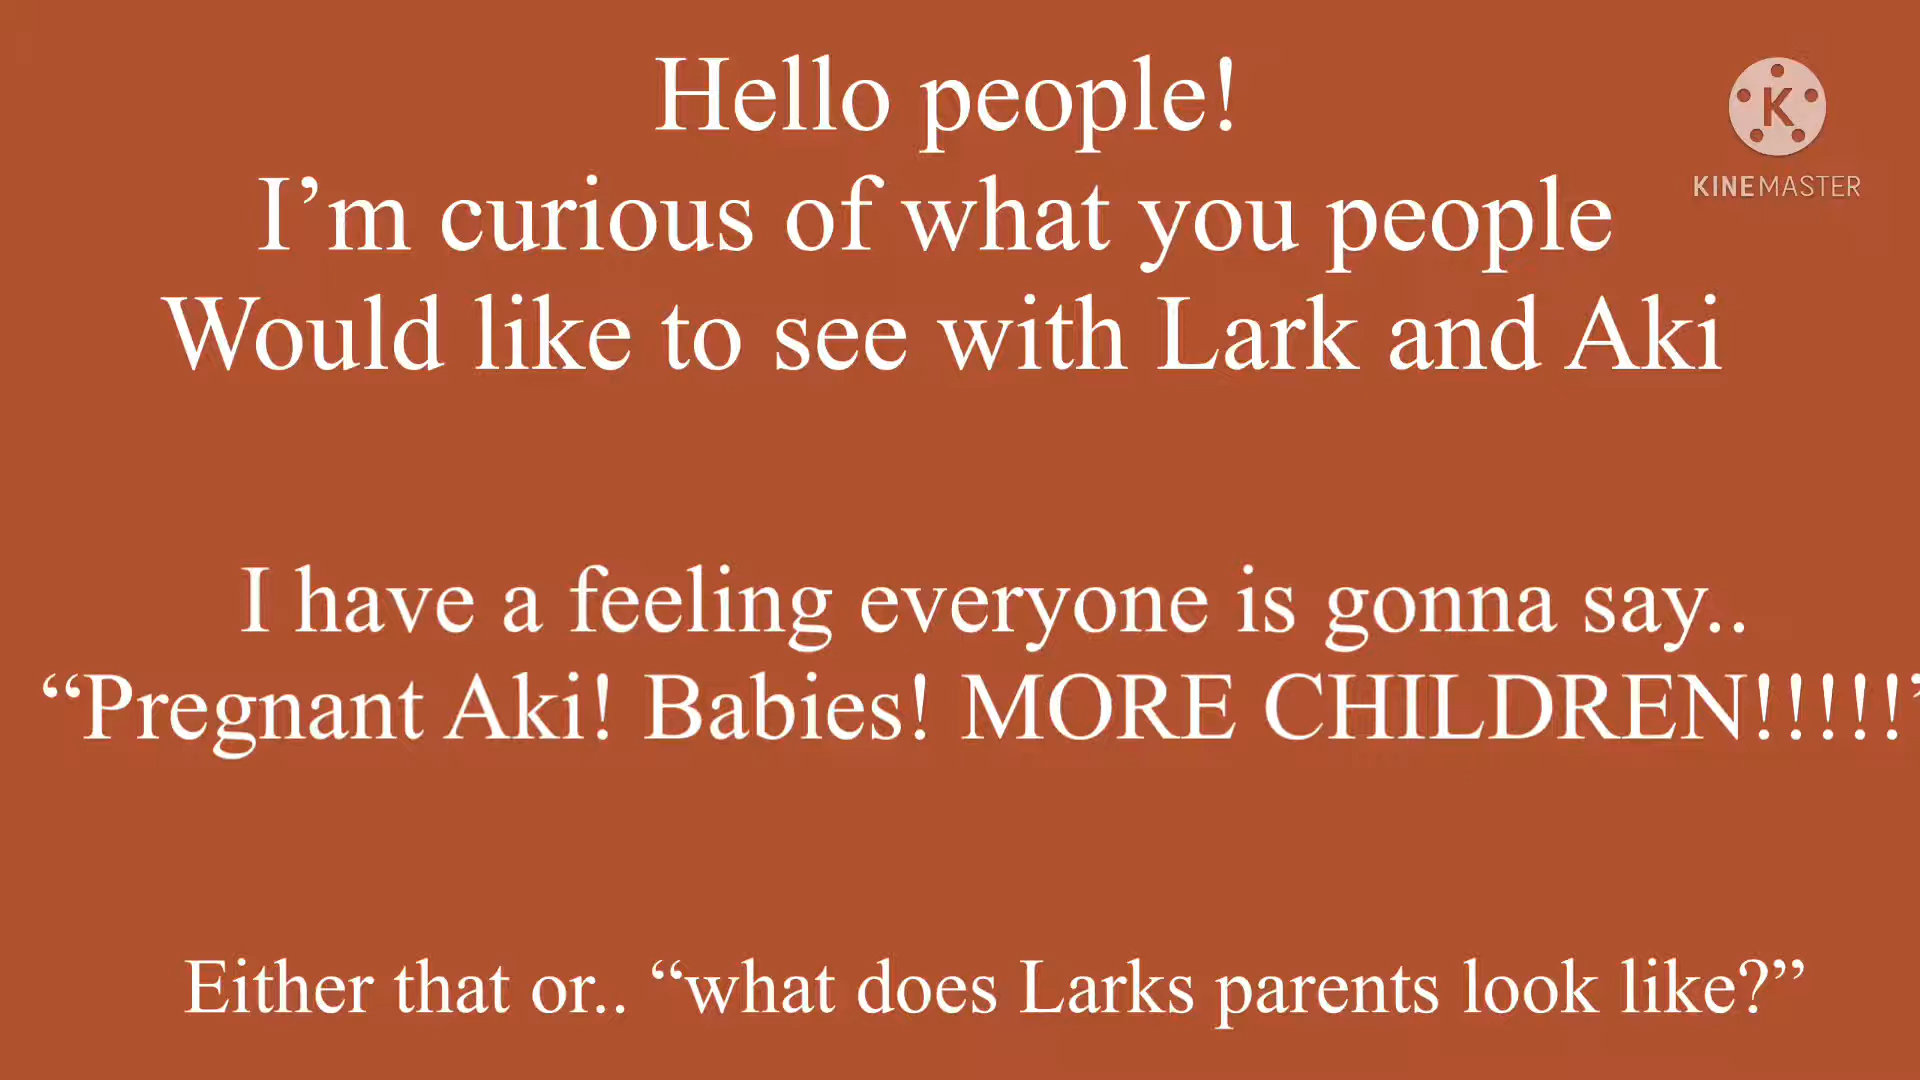 Hello people!
I’m curious of what you people
Would like to see with Lark and Aki
I have a feeling everyone is gonna say..
“Pregnant Aki! Babies! MORE CHILDREN!!!!!”
Either that or.. “what does Larks parents look like?”
K
KINEMASTER